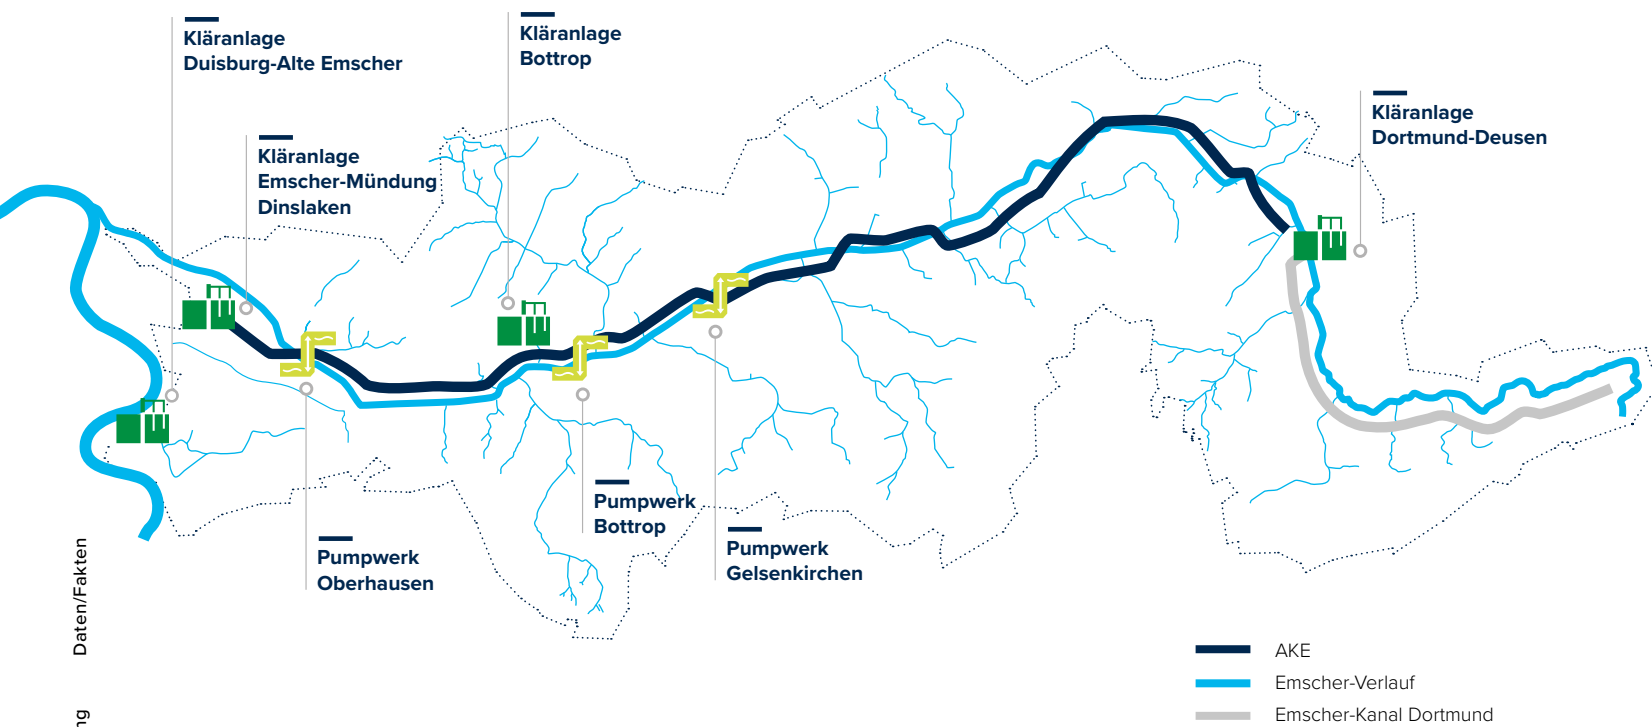 Kläranlage
Duisburg-Alte Emscher
Kläranlage
Bottrop
Kläranlage
Dortmund-Deusen
Kläranlage
Emscher-Mündung
Dinslaken
Pumpwerk
Bottrop
Pumpwerk
Oberhausen
Pumpwerk
Gelsenkirchen
Daten/Fakten
ng
AKE
Emscher-Verlauf
Emscher-Kanal Dortmund